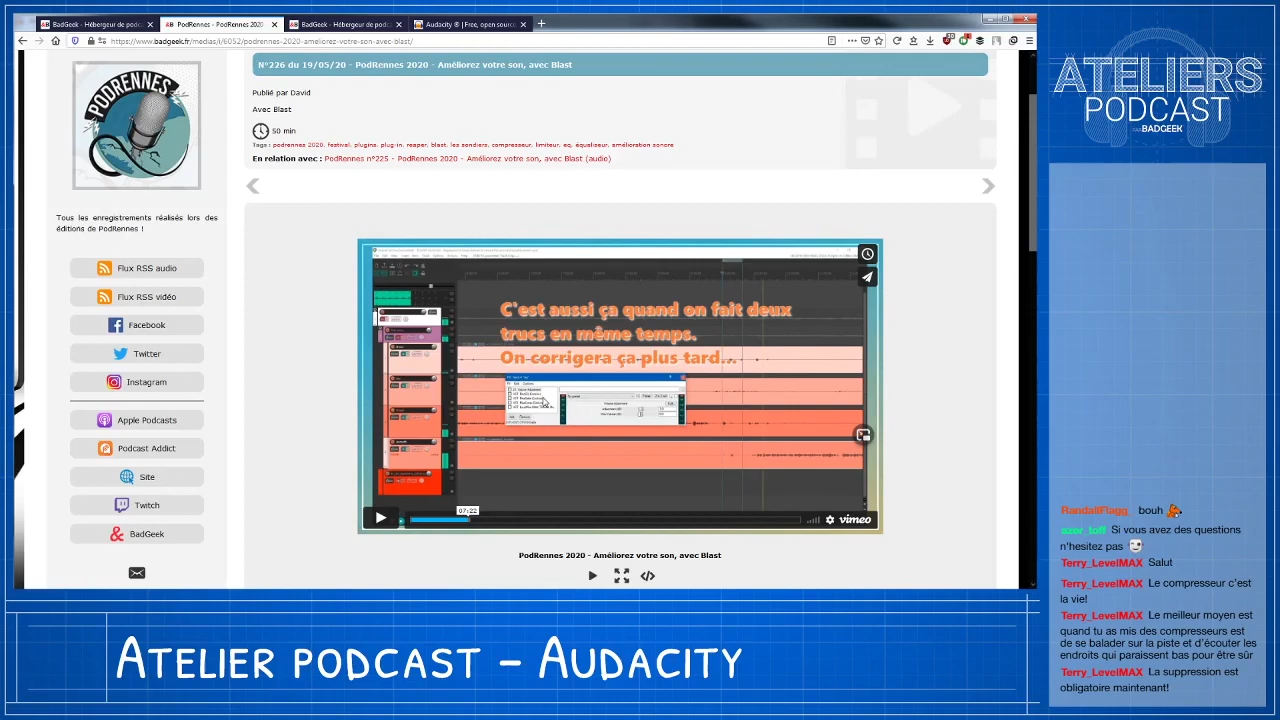 BadGeek - Hébergeur de podc
PodRennes - PodRennes 2020
BadGeek - Hébergeur de podc
Audacity ® | Free, open sourc
https://www.badgeek.fr/medias/i/6052/podrennes-2020-ameliorez-votre-son-avec-blast/
PODRENNES
Tous les enregistrements réalisés lors des
éditions de PodRennes !
Flux RSS audio
Flux RSS vidéo
Facebook
Twitter
Instagram
Apple Podcasts
Podcast Addict
Site
Twitch
BadGeek
N°226 du 19/05/20 - PodRennes 2020 - Améliorez votre son, avec Blast
Publié par David
Avec Blast
50 min
Tags : podrennes 2020, festival, plugins, plug-in, reaper, blast, les sondiers, compresseur, limiteur, eq, équaliseur, amélioration sonore
En relation avec : PodRennes n°225 - PodRennes 2020 - Améliorez votre son, avec Blast (audio)
C'est aussi ça quand on fait deux
trucs en même temps.
On corrigera ça plus tard...
07:22
vimeo
PodRennes 2020 - Améliorez votre son, avec Blast
ATELIERS
PODCAST
PAR BADGEEK
RandallFlagg bouh
azer_toff Si vous avez des questions
n'hesitez pas
Terry_LevelMAX Salut
Terry_LevelMAX Le compresseur c'est
la vie!
Terry_LevelMAX Le meilleur moyen est
quand tu as mis des compresseurs est
de se balader sur la piste et d'écouter les
endroits qui paraissent bas pour être sûr
Terry_LevelMAX La suppression est
obligatoire maintenant!
ATELIER PODCAST - AUDACITY